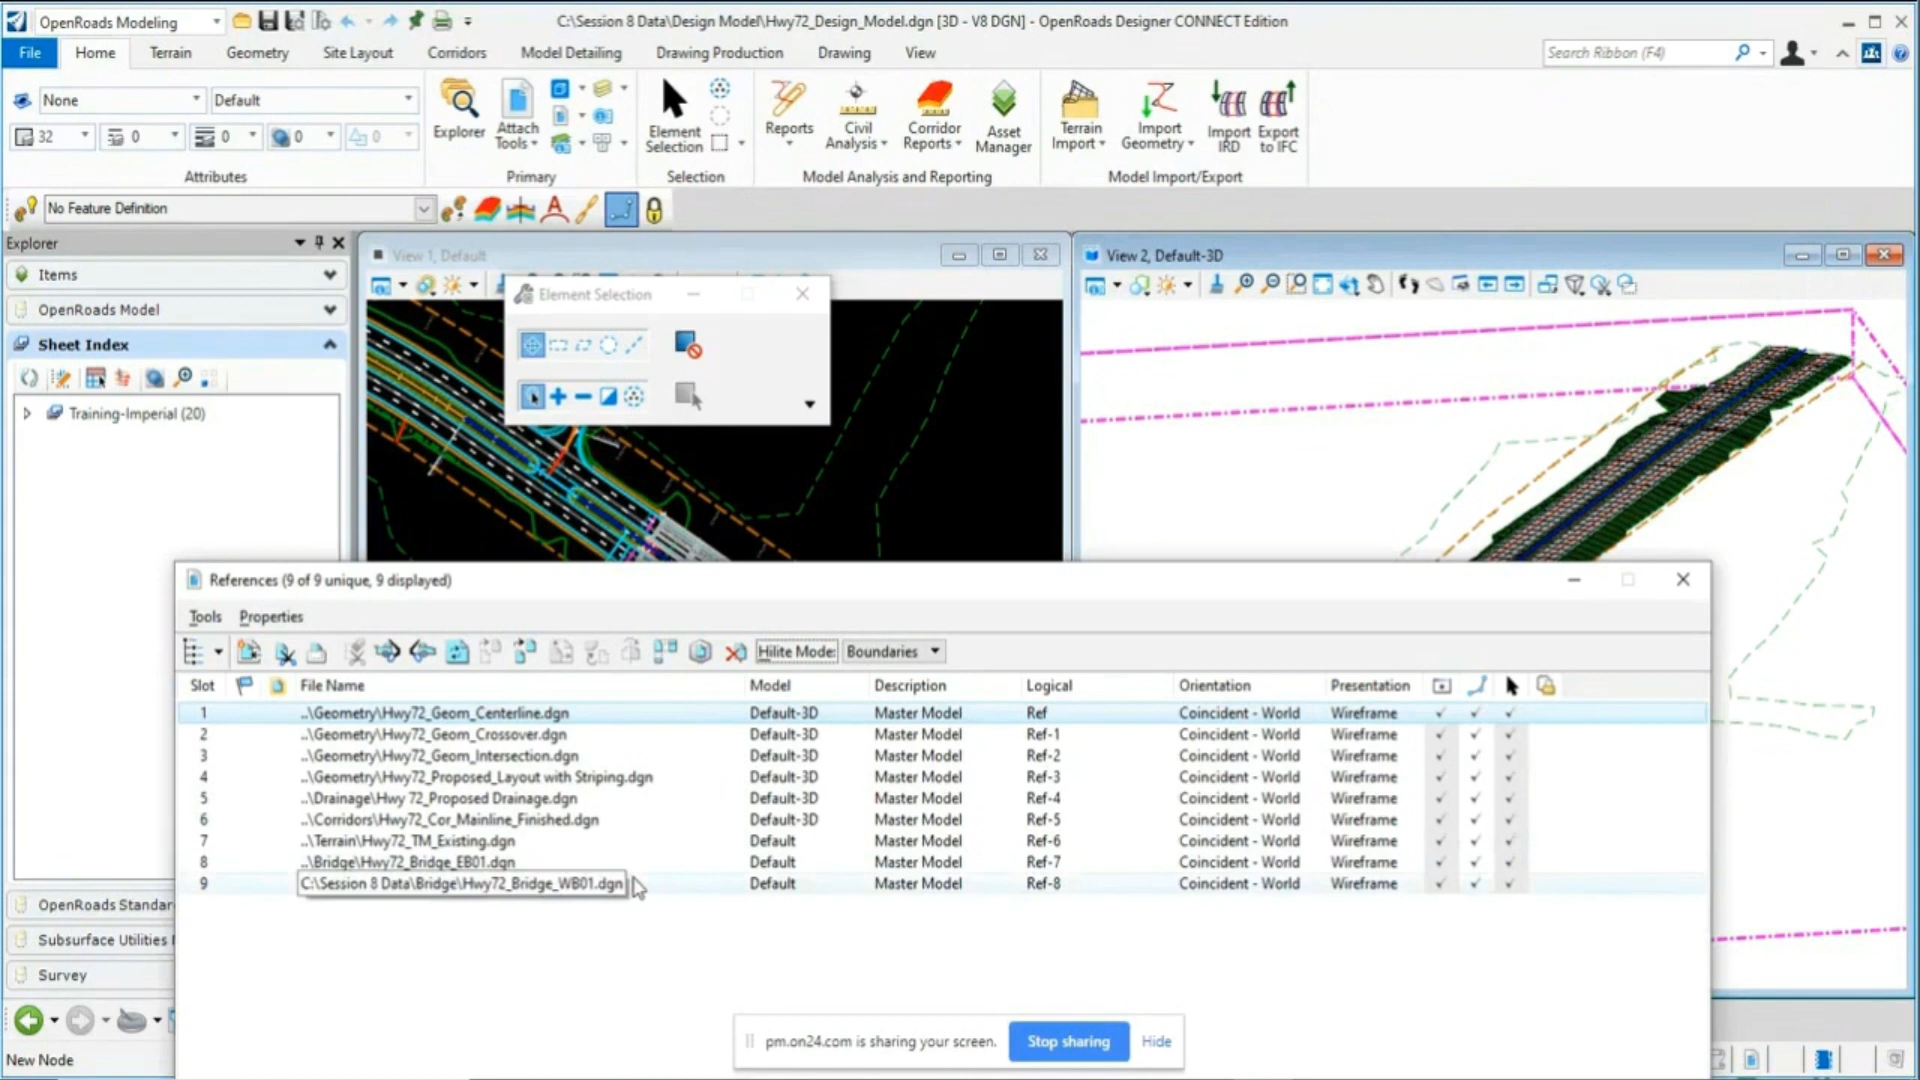 OpenRoads Modeling
C:\Session 8 Data\Design Model\Hwy72_Design_Model.dgn [3D - V8 DGN] - OpenRoads Designer CONNECT Edition
File Home Terrain Geometry Site Layout Corridors Model Detailing Drawing Production Drawing View
Search Ribbon (F4)
None Default
32 0 0 0 0
Attributes
Explorer
Attach Tools
Primary
Element Selection
Selection
Reports
Civil Analysis
Corridor Reports
Asset Manager
Model Analysis and Reporting
Terrain Import
Import Geometry
Import IRD
Export to IFC
Model Import/Export
No Feature Definition
Explorer
Items
OpenRoads Model
Sheet Index
Training-Imperial (20)
OpenRoads Standar
Subsurface Utilities
Survey
New Node
View 1, Default
Element Selection
View 2, Default-3D
References (9 of 9 unique, 9 displayed)
Tools Properties
Hilite Mode: Boundaries
Slot File Name Model Description Logical Orientation Presentation
1 ..\Geometry\Hwy72_Geom_Centerline.dgn Default-3D Master Model Ref Coincident - World Wireframe
2 ..\Geometry\Hwy72_Geom_Crossover.dgn Default-3D Master Model Ref-1 Coincident - World Wireframe
3 ..\Geometry\Hwy72_Geom_Intersection.dgn Default-3D Master Model Ref-2 Coincident - World Wireframe
4 ..\Geometry\Hwy72_Proposed_Layout with Striping.dgn Default-3D Master Model Ref-3 Coincident - World Wireframe
5 ..\Drainage\Hwy 72_Proposed Drainage.dgn Default-3D Master Model Ref-4 Coincident - World Wireframe
6 ..\Corridors\Hwy72_Cor_Mainline_Finished.dgn Default-3D Master Model Ref-5 Coincident - World Wireframe
7 ..\Terrain\Hwy72_TM_Existing.dgn Default Master Model Ref-6 Coincident - World Wireframe
8 ..\Bridge\Hwy72_Bridge_EB01.dgn Default Master Model Ref-7 Coincident - World Wireframe
9 C:\Session 8 Data\Bridge\Hwy72_Bridge_WB01.dgn Default Master Model Ref-8 Coincident - World Wireframe
pm.on24.com is sharing your screen. Stop sharing Hide